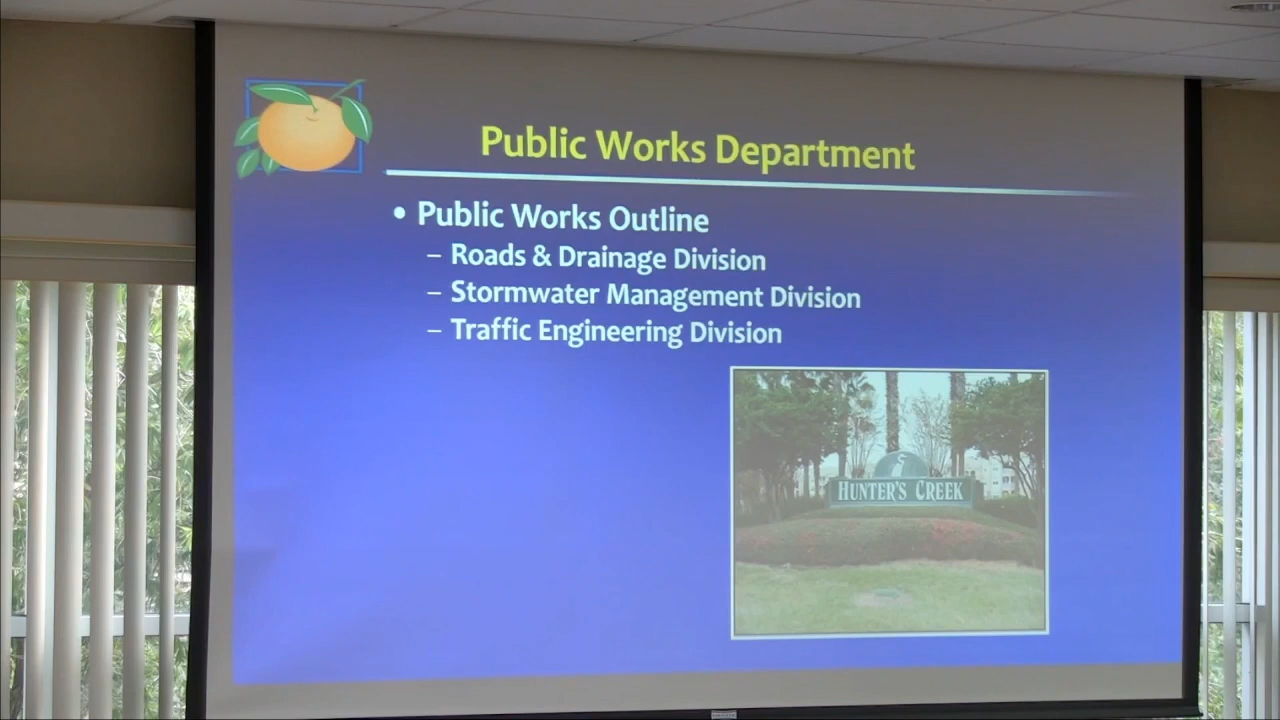 Public Works Department
• Public Works Outline
– Roads & Drainage Division
– Stormwater Management Division
– Traffic Engineering Division
HUNTER'S CREEK